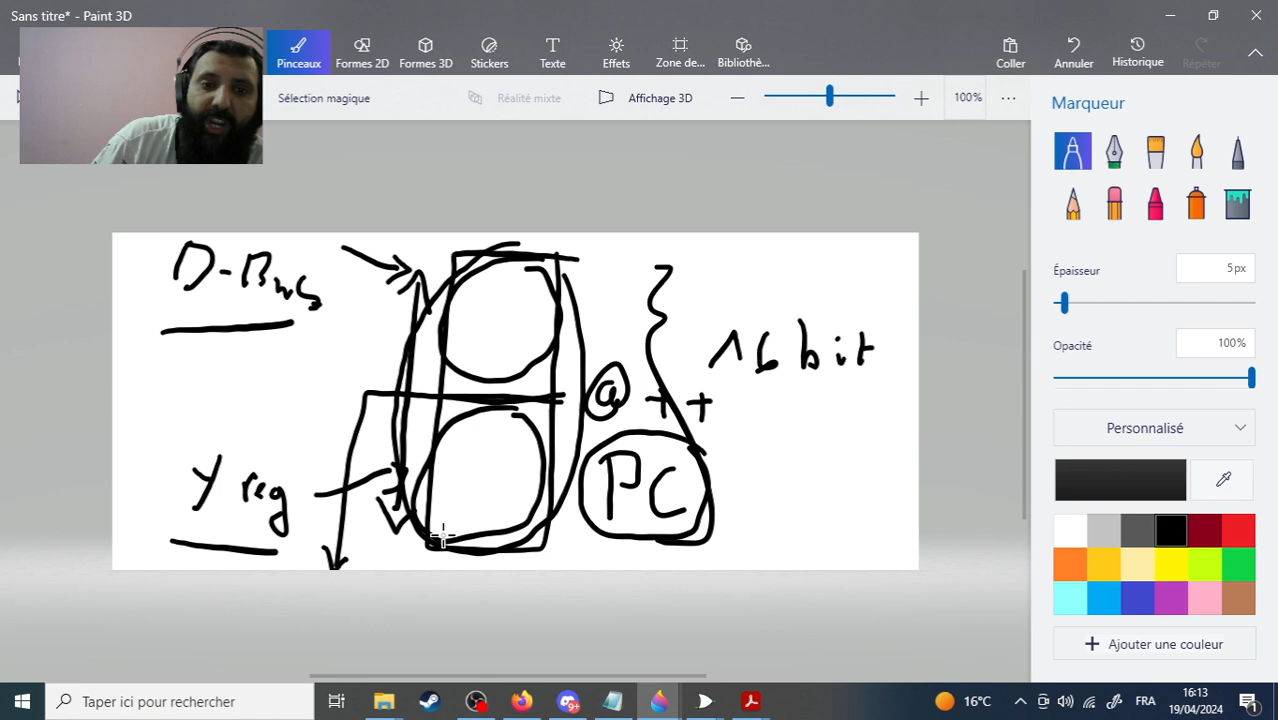 Sans titre* - Paint 3D
Pinceaux
Formes 2D
Formes 3D
Stickers
Texte
Effets
Zone de...
Bibliothè...
Coller
Annuler
Historique
Répéter
Sélection magique
Réalité mixte
Affichage 3D
100%
Marqueur
Épaisseur
5px
Opacité
100%
Personnalisé
Ajouter une couleur
D-Bus
16 bit
@ ++
Y reg
PC
Taper ici pour rechercher
9+
16°C
FRA
16:13
19/04/2024
1